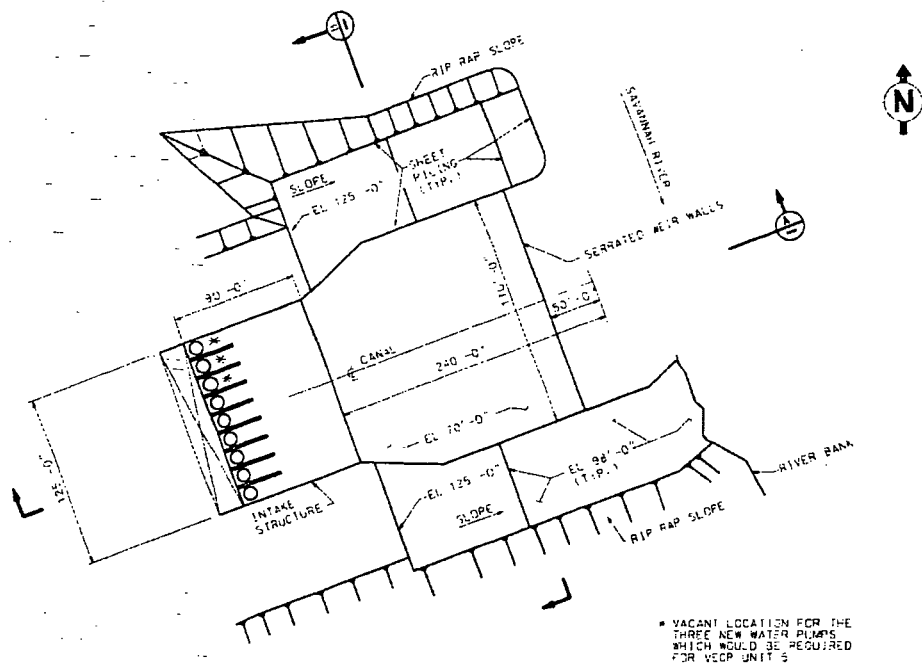 RIP RAP SLOPE
N
SHEET
PILING
(TYP.)
SLOPE
EL 125'-0"
SAVANNAH RIVER
A
SERRATED WEIR WALLS
90'-0"
110'-0"
50'-0"
CANAL
240'-0"
EL 70'-0"
125'-0"
INTAKE
STRUCTURE
EL 125'-0"
SLOPE
EL 98'-0"
(TYP.)
RIVER BANK
RIP RAP SLOPE
* VACANT LOCATION FOR THE
THREE NEW WATER PUMPS
WHICH WOULD BE REQUIRED
FOR VEGP UNIT